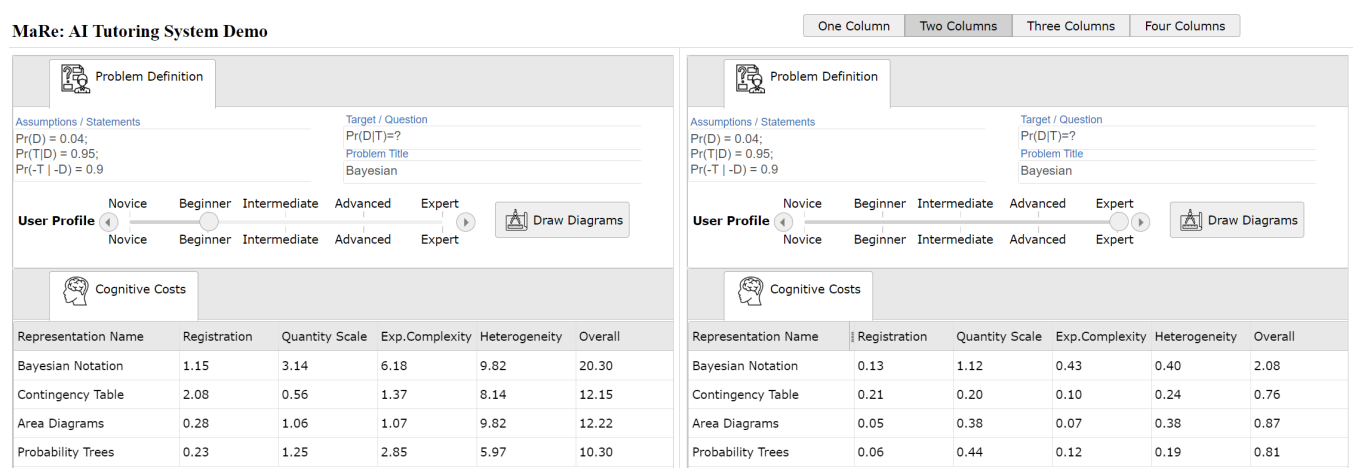 MaRe: AI Tutoring System Demo
One Column Two Columns Three Columns Four Columns
Problem Definition
Assumptions / Statements
Pr(D) = 0.04;
Pr(T|D) = 0.95;
Pr(-T | -D) = 0.9
Target / Question
Pr(D|T)=?
Problem Title
Bayesian
Novice Beginner Intermediate Advanced Expert
User Profile
Novice Beginner Intermediate Advanced Expert
Draw Diagrams
Cognitive Costs
Representation Name Registration Quantity Scale Exp.Complexity Heterogeneity Overall
Bayesian Notation 1.15 3.14 6.18 9.82 20.30
Contingency Table 2.08 0.56 1.37 8.14 12.15
Area Diagrams 0.28 1.06 1.07 9.82 12.22
Probability Trees 0.23 1.25 2.85 5.97 10.30
Problem Definition
Assumptions / Statements
Pr(D) = 0.04;
Pr(T|D) = 0.95;
Pr(-T | -D) = 0.9
Target / Question
Pr(D|T)=?
Problem Title
Bayesian
Novice Beginner Intermediate Advanced Expert
User Profile
Novice Beginner Intermediate Advanced Expert
Draw Diagrams
Cognitive Costs
Representation Name Registration Quantity Scale Exp.Complexity Heterogeneity Overall
Bayesian Notation 0.13 1.12 0.43 0.40 2.08
Contingency Table 0.21 0.20 0.10 0.24 0.76
Area Diagrams 0.05 0.38 0.07 0.38 0.87
Probability Trees 0.06 0.44 0.12 0.19 0.81